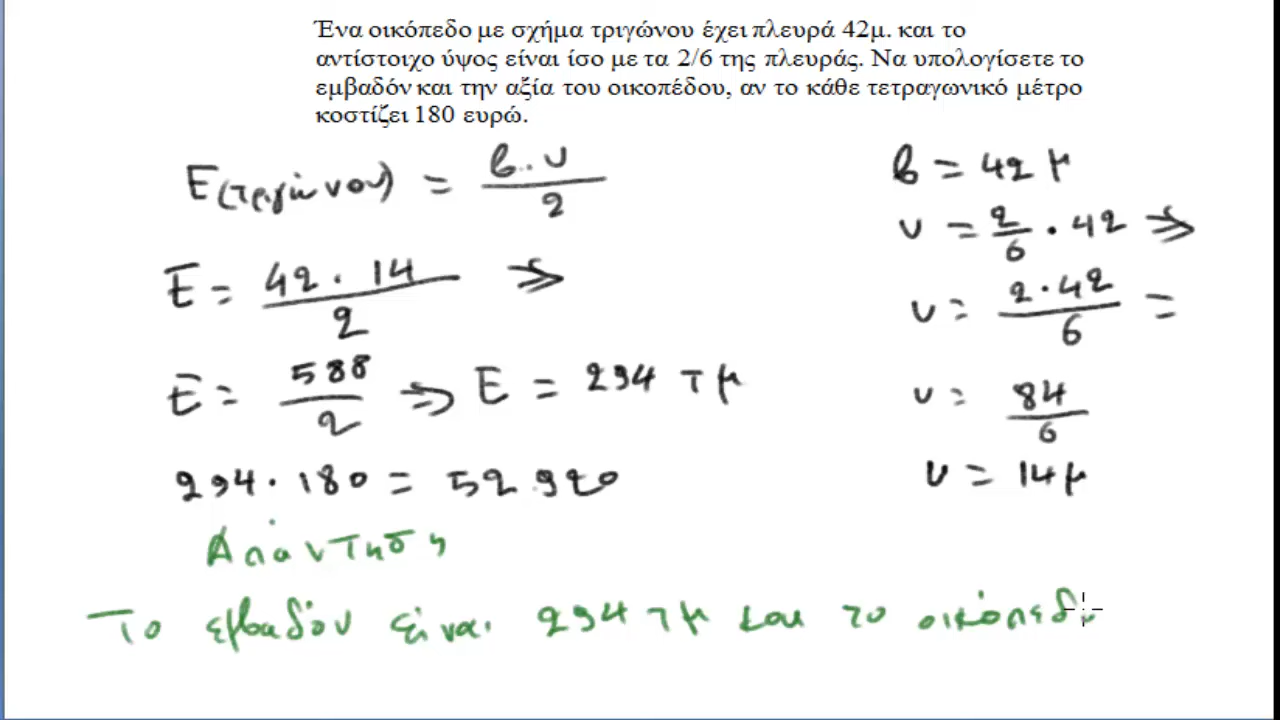 Ένα οικόπεδο με σχήμα τριγώνου έχει πλευρά 42μ. και το
αντίστοιχο ύψος είναι ίσο με τα 2/6 της πλευράς. Να υπολογίσετε το
εμβαδόν και την αξία του οικοπέδου, αν το κάθε τετραγωνικό μέτρο
κοστίζει 180 ευρώ.
Ε(τριγώνου) = β.υ/2
Ε = 42.14/2 ⇒
Ε = 588/2 ⇒ Ε = 294 τμ
294.180 = 52.920
β = 42 μ
υ = 2/6 . 42 ⇒
υ = 2.42/6 =
υ = 84/6
υ = 14μ
Απάντηση
Το εμβαδόν είναι 294 τμ και το οικόπεδο